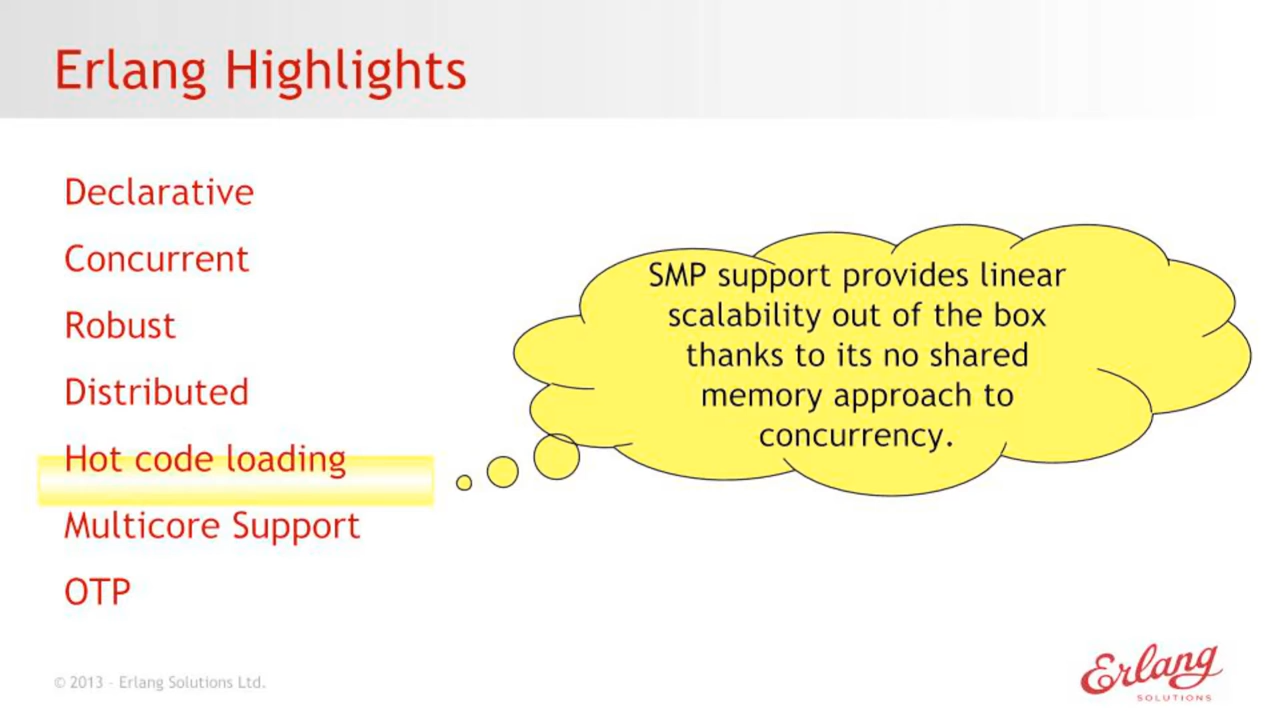 Erlang Highlights
Declarative
Concurrent
Robust
Distributed
Hot code loading
Multicore Support
OTP
SMP support provides linear
scalability out of the box
thanks to its no shared
memory approach to
concurrency.
© 2013 – Erlang Solutions Ltd.
Erlang
SOLUTIONS